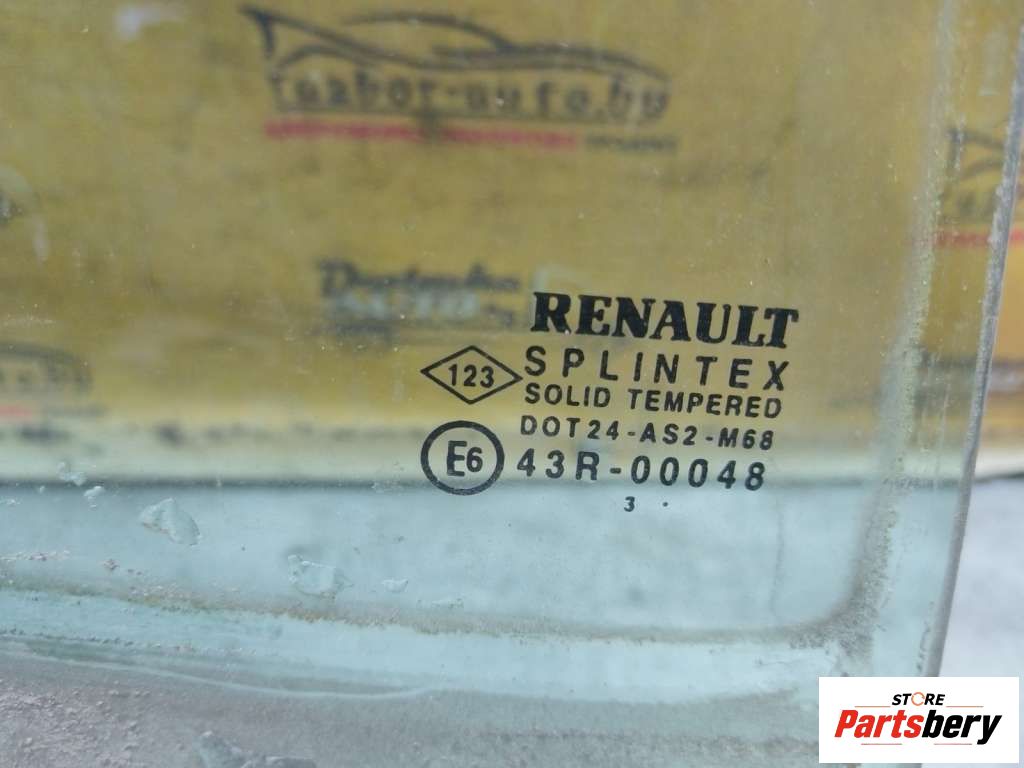 RENAULT
123
SPLINTEX
SOLID TEMPERED
DOT24-AS2-M68
E6
43R-00048
3 .
STORE
Partsbery